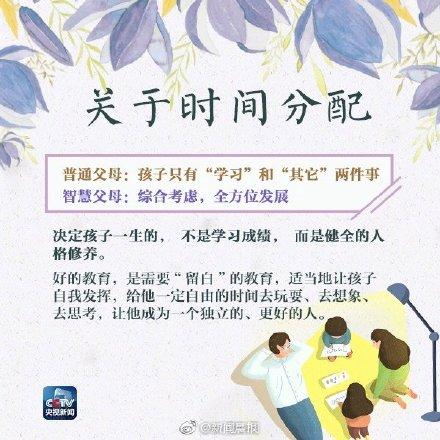 关于时间分配
普通父母：孩子只有“学习”和“其它”两件事
智慧父母：综合考虑，全方位发展
决定孩子一生的，不是学习成绩，而是健全的人
格修养。
好的教育，是需要“留白”的教育，适当地让孩子
自我发挥，给他一定自由的时间去玩耍、去想象、
去思考，让他成为一个独立的、更好的人。
CCTV
央视新闻
@新闻晨报